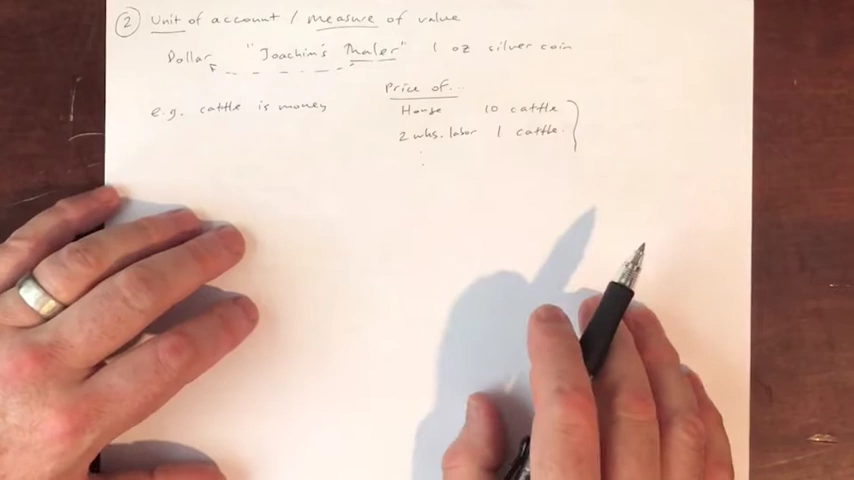 2 Unit of account / measure of value
Dollar "Joachim's Thaler" 1 oz silver coin
e.g. cattle is money
Price of...
House 10 cattle
2 wks. labor 1 cattle.